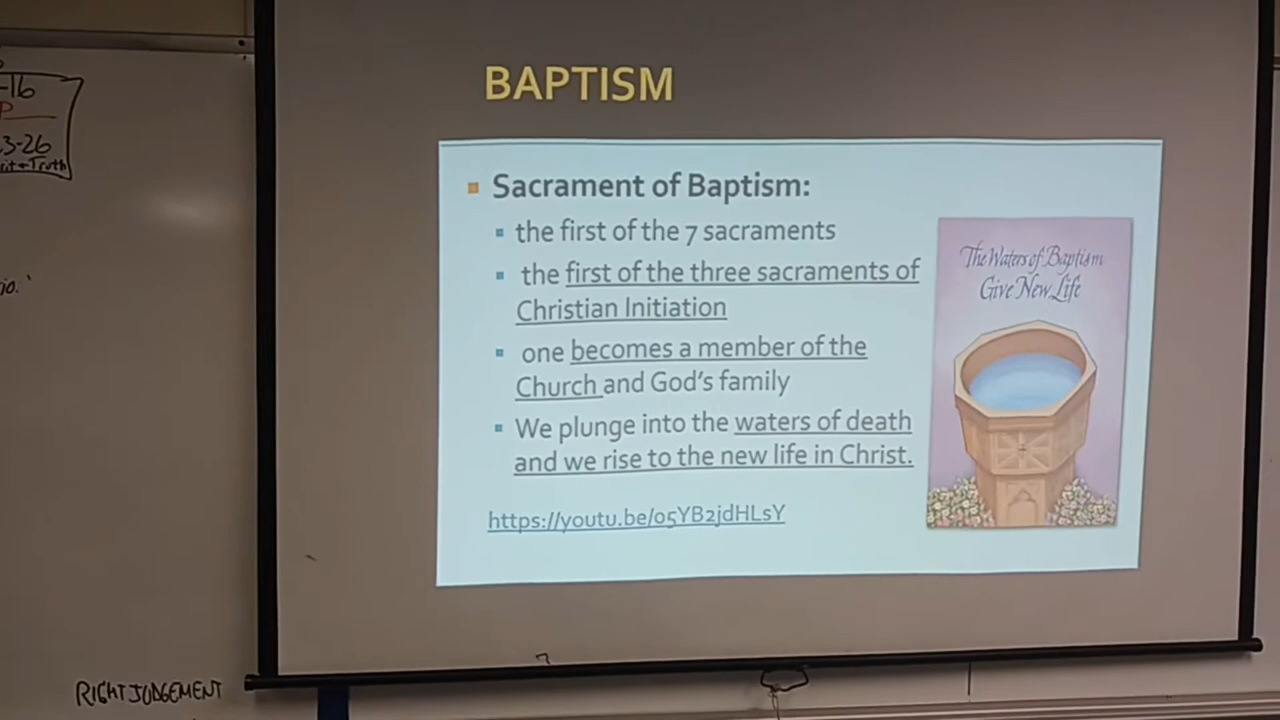 -16
P
3-26
rit+Truth
io.
BAPTISM
Sacrament of Baptism:
the first of the 7 sacraments
the first of the three sacraments of
Christian Initiation
one becomes a member of the
Church and God's family
We plunge into the waters of death
and we rise to the new life in Christ.
https://youtu.be/05YB2jdHLsY
The Waters of Baptism
Give New Life
RIGHT JUDGEMENT